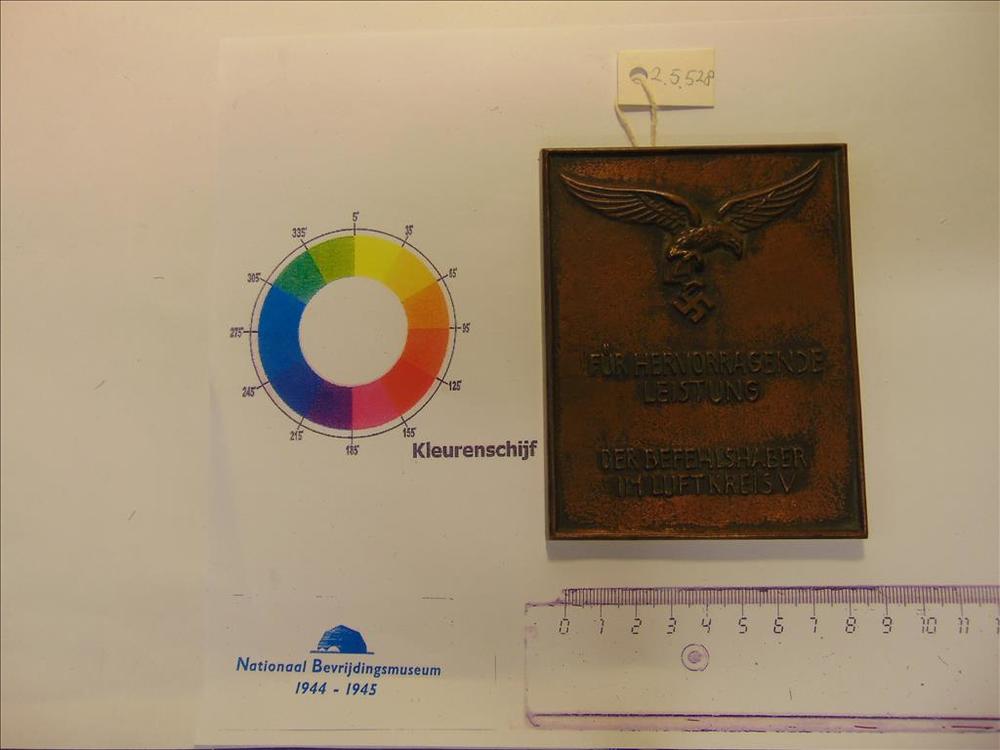 2.5.528
5°
35°
65°
95°
125°
155°
185°
215°
245°
275°
305°
335°
Kleurenschijf
FÜR HERVORRAGENDE
LEISTUNG
DER BEFEHLSHABER
IM LUFTKREIS V
0 1 2 3 4 5 6 7 8 9 10 11
Nationaal Bevrijdingsmuseum
1944 - 1945